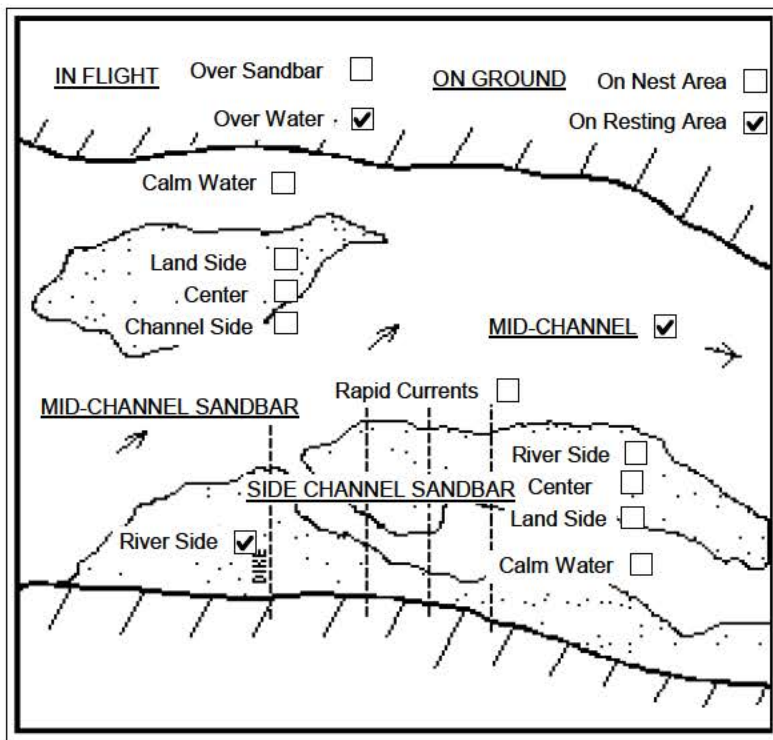 IN FLIGHT Over Sandbar ☐ ON GROUND On Nest Area ☐
Over Water ☑ On Resting Area ☑
Calm Water ☐
Land Side ☐
Center ☐
Channel Side ☐ MID-CHANNEL ☑
Rapid Currents ☐
MID-CHANNEL SANDBAR
River Side ☐
SIDE CHANNEL SANDBAR Center ☐
Land Side ☐
River Side ☑
DIKE
Calm Water ☐